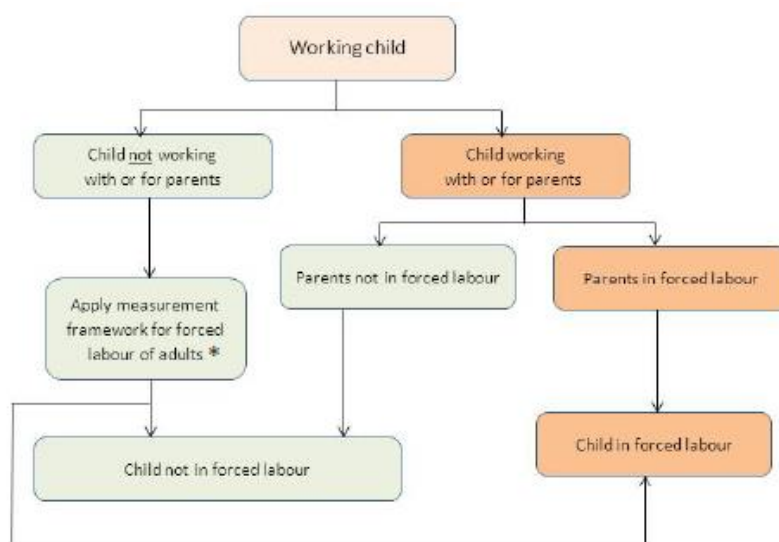 Working child
Child not working
with or for parents
Child working
with or for parents
Parents not in forced labour
Parents in forced labour
Apply measurement
framework for forced
labour of adults *
Child not in forced labour
Child in forced labour